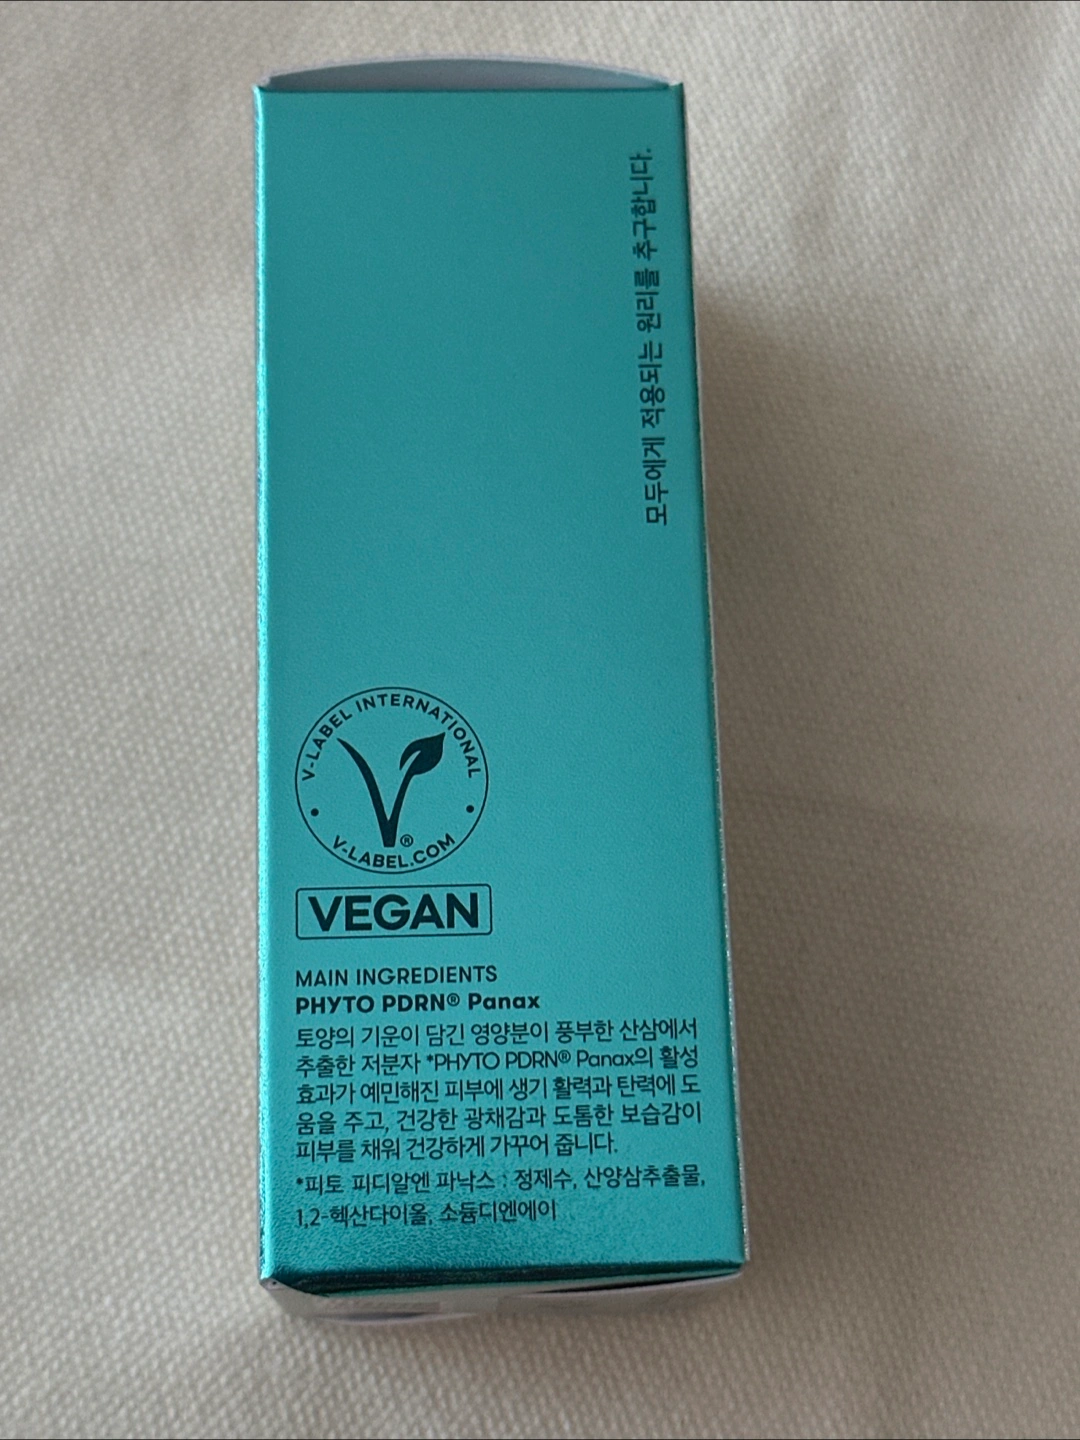 모두에게 적용되는 원리를 추구합니다.
V-LABEL INTERNATIONAL
®
V-LABEL.COM
VEGAN
MAIN INGREDIENTS
PHYTO PDRN® Panax
토양의 기운이 담긴 영양분이 풍부한 산삼에서
추출한 저분자 *PHYTO PDRN® Panax의 활성
효과가 예민해진 피부에 생기 활력과 탄력에 도
움을 주고, 건강한 광채감과 도톰한 보습감이
피부를 채워 건강하게 가꾸어 줍니다.
*피토 피디알엔 파낙스 : 정제수, 산양삼추출물,
1,2-헥산다이올, 소듐디엔에이